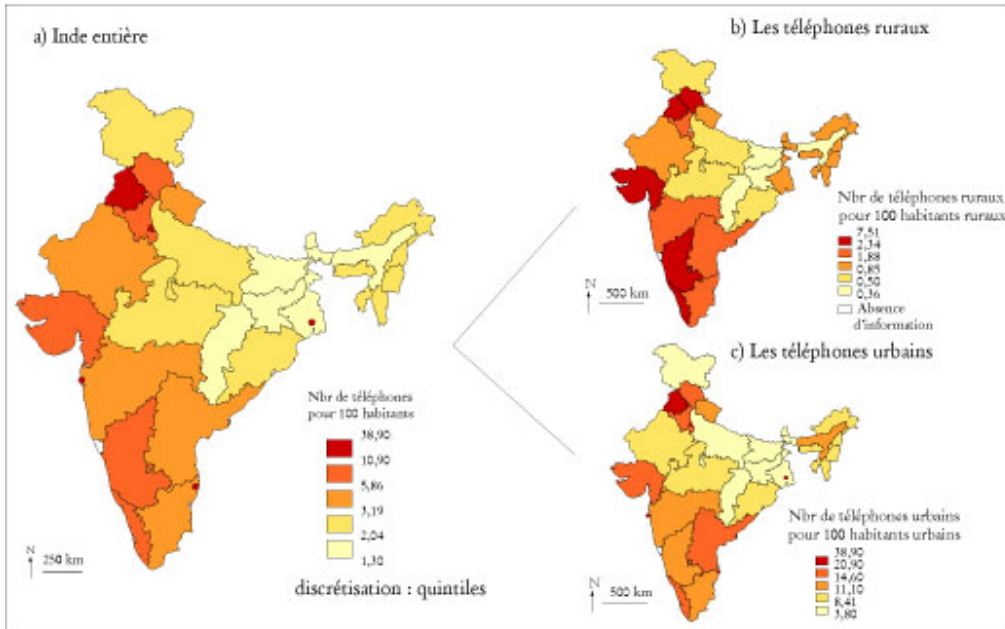 a) Inde entière
Nbr de téléphones
pour 100 habitants
38,90
10,90
5,86
3,19
2,04
1,30
N
250 km
discrétisation : quintiles
b) Les téléphones ruraux
Nbr de téléphones ruraux
pour 100 habitants ruraux
7,51
2,34
1,88
0,85
0,50
0,36
Absence
d'information
N
500 km
c) Les téléphones urbains
Nbr de téléphones urbains
pour 100 habitants urbains
38,90
20,90
14,60
11,10
8,41
3,80
N
500 km